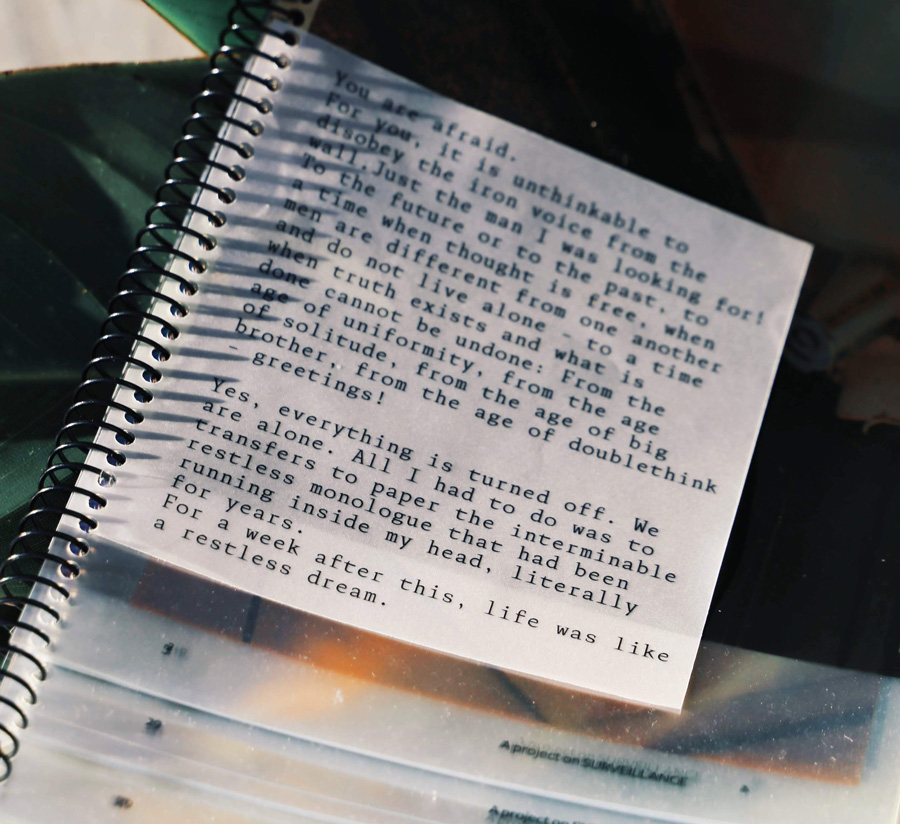 You are afraid.
For you, it is unthinkable to
disobey the iron voice from the
wall.Just the man I was looking for!
To the future or to the past, to
a time when thought is free, when
men are different from one another
and do not live alone - to a time
when truth exists and what is
done cannot be undone: From the
age of uniformity, from the age
of solitude, from the age of big
brother, from the age of doublethink
- greetings!
Yes, everything is turned off. We
are alone. All I had to do was to
transfers to paper the interminable
restless monologue that had been
running inside my head, literally
for years.
For a week after this, life was like
a restless dream.
A project on SURVEILLANCE
A project on